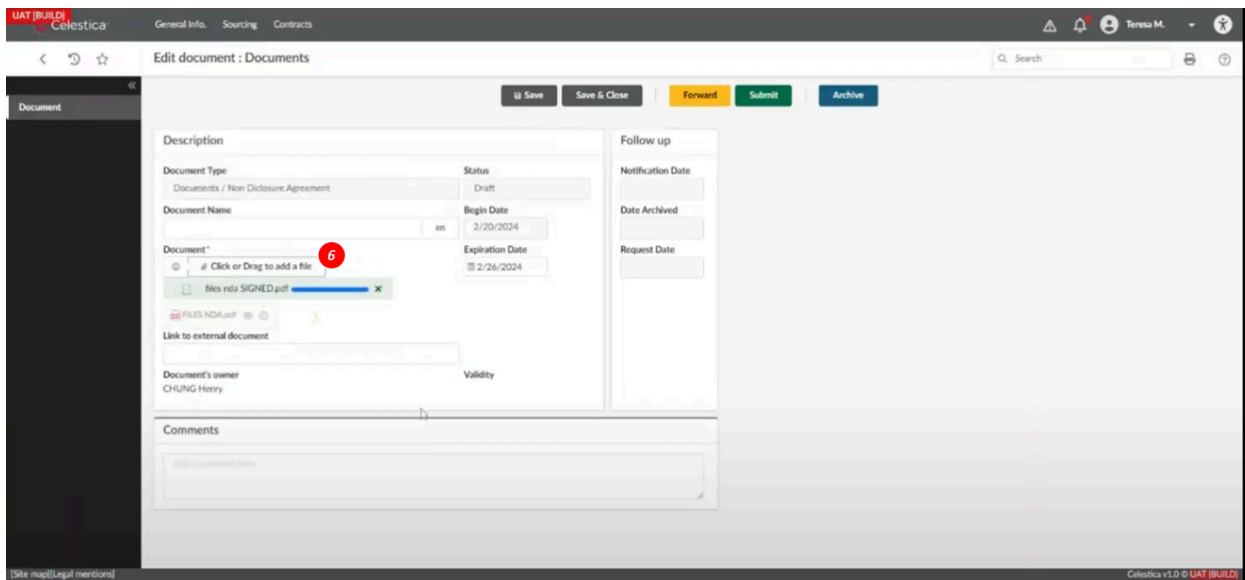 UAT [BUILD]
Celestica
General Info. Sourcing Contracts
Teresa M.
Edit document : Documents
Search
Document
Save
Save & Close
Forward
Submit
Archive
Description
Follow up
Document Type
Status
Notification Date
Documents / Non Diclosure Agreement
Draft
Document Name
Begin Date
Date Archived
en
2/20/2024
Document*
6
Expiration Date
Request Date
Click or Drag to add a file
2/26/2024
files nda SIGNED.pdf
FILES NDA.pdf
Link to external document
Document's owner
Validity
CHUNG Henry
Comments
[Site map][Legal mentions]
Celestica v1.0 © UAT [BUILD]